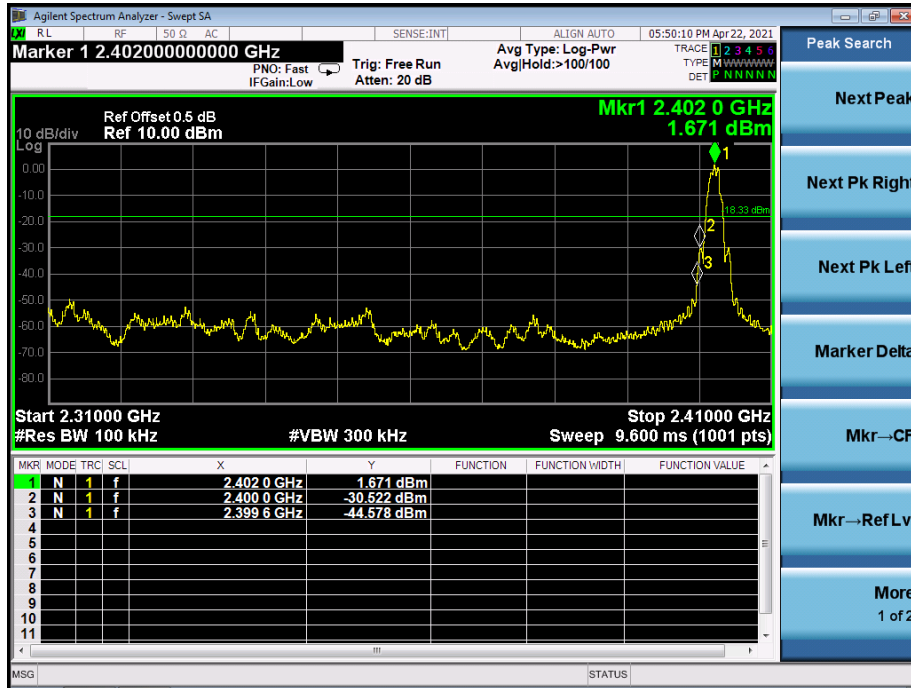 Agilent Spectrum Analyzer - Swept SA
LXI RL RF 50 Ω AC SENSE:INT ALIGN AUTO 05:50:10 PM Apr 22, 2021
Marker 1 2.402000000000 GHz
PNO: Fast
IFGain:Low
Trig: Free Run
Atten: 20 dB
Avg Type: Log-Pwr
Avg|Hold:>100/100
TRACE 1 2 3 4 5 6
TYPE M WWWWW
DET P N N N N N
Peak Search
Next Peak
Next Pk Right
Next Pk Left
Marker Delta
Mkr→CF
Mkr→Ref Lv
More
1 of 2
Mkr1 2.402 0 GHz
1.671 dBm
Ref Offset 0.5 dB
10 dB/div Ref 10.00 dBm
Log
0.00
-10.0
-20.0
-30.0
-40.0
-50.0
-60.0
-70.0
-80.0
1
-18.33 dBm
2
3
Start 2.31000 GHz Stop 2.41000 GHz
#Res BW 100 kHz #VBW 300 kHz Sweep 9.600 ms (1001 pts)
MKR MODE TRC SCL X Y FUNCTION FUNCTION WIDTH FUNCTION VALUE
1 N 1 f 2.402 0 GHz 1.671 dBm
2 N 1 f 2.400 0 GHz -30.522 dBm
3 N 1 f 2.399 6 GHz -44.578 dBm
4
5
6
7
8
9
10
11
MSG STATUS